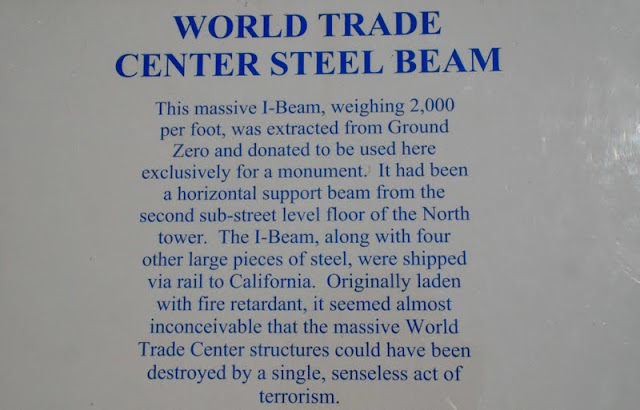 WORLD TRADE
CENTER STEEL BEAM
This massive I-Beam, weighing 2,000
per foot, was extracted from Ground
Zero and donated to be used here
exclusively for a monument.  It had been
a horizontal support beam from the
second sub-street level floor of the North
tower.  The I-Beam, along with four
other large pieces of steel, were shipped
via rail to California.  Originally laden
with fire retardant, it seemed almost
inconceivable that the massive World
Trade Center structures could have been
destroyed by a single, senseless act of
terrorism.